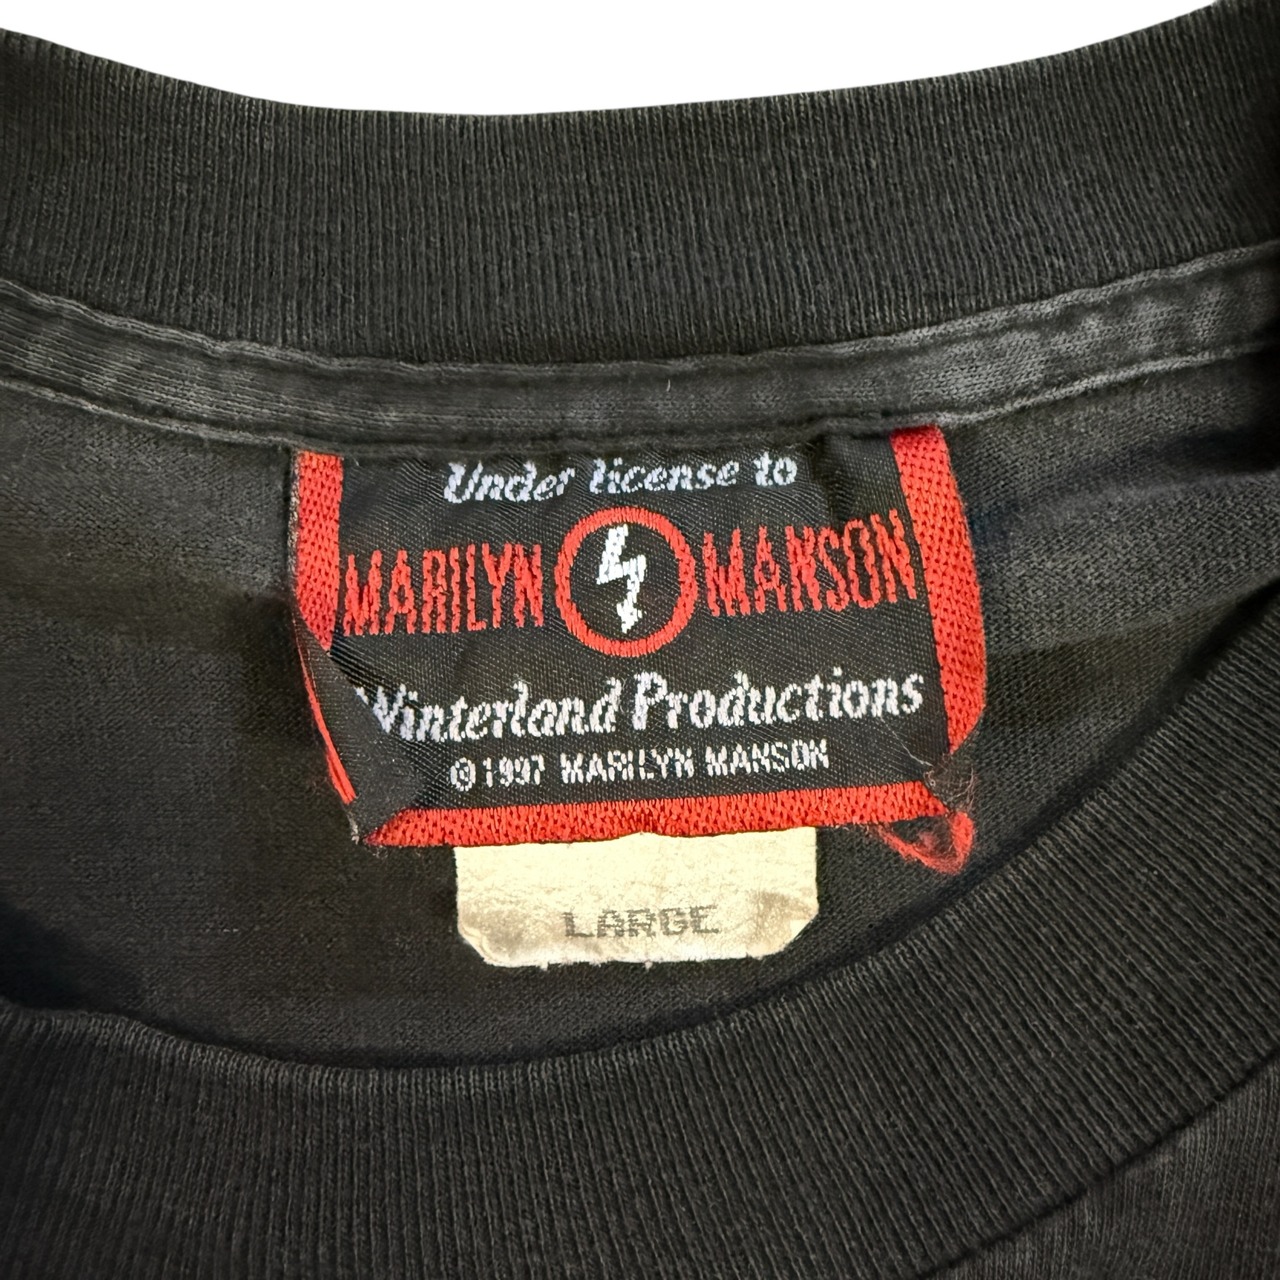 Under license to
MARILYN MANSON
Winterland Productions
©1997 MARILYN MANSON
LARGE